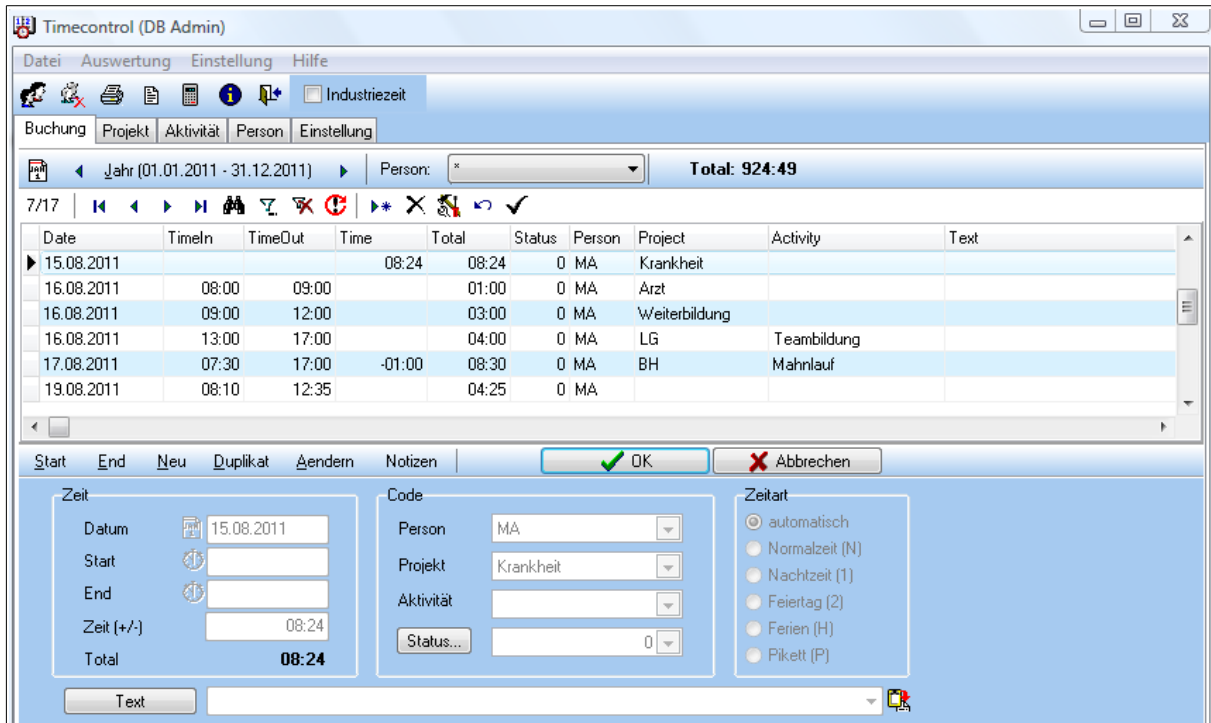 Timecontrol (DB Admin)
Datei Auswertung Einstellung Hilfe
Industriezeit
Buchung Projekt Aktivität Person Einstellung
Jahr (01.01.2011 - 31.12.2011) Person: * Total: 924:49
7/17
Date TimeIn TimeOut Time Total Status Person Project Activity Text
15.08.2011 08:24 08:24 0 MA Krankheit
16.08.2011 08:00 09:00 01:00 0 MA Arzt
16.08.2011 09:00 12:00 03:00 0 MA Weiterbildung
16.08.2011 13:00 17:00 04:00 0 MA LG Teambildung
17.08.2011 07:30 17:00 -01:00 08:30 0 MA BH Mahnlauf
19.08.2011 08:10 12:35 04:25 0 MA
Start End Neu Duplikat Aendern Notizen OK Abbrechen
Zeit
Datum 15.08.2011
Start
End
Zeit (+/-) 08:24
Total 08:24
Code
Person MA
Projekt Krankheit
Aktivität
Status... 0
Zeitart
automatisch
Normalzeit (N)
Nachtzeit (1)
Feiertag (2)
Ferien (H)
Pikett (P)
Text